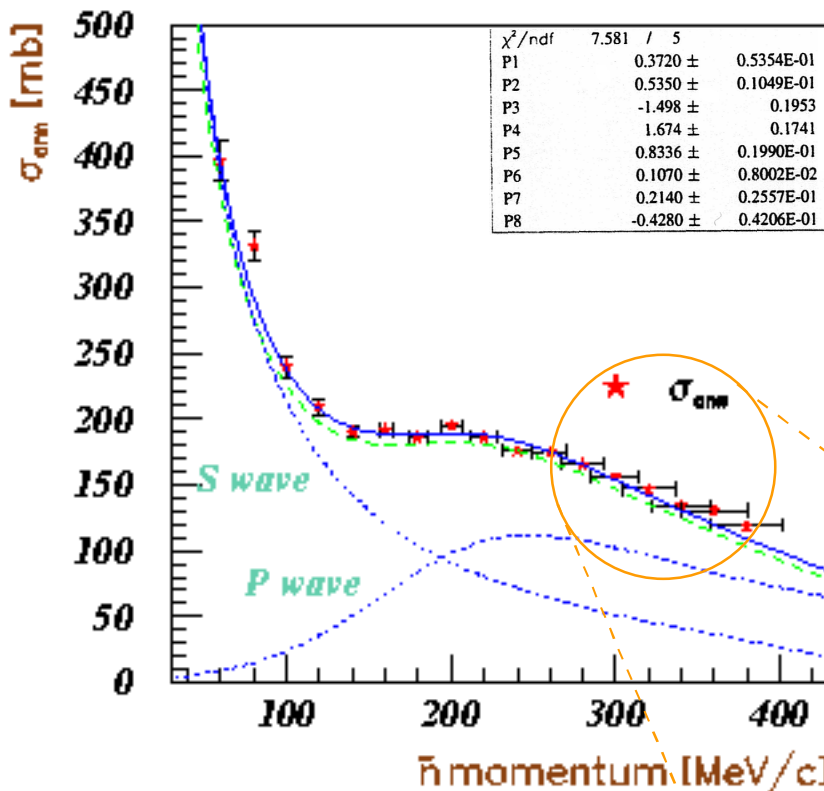 σann [mb]
500
450
400
350
300
250
200
150
100
50
0
χ²/ndf 7.581 / 5
P1 0.3720 ± 0.5354E-01
P2 0.5350 ± 0.1049E-01
P3 -1.498 ± 0.1953
P4 1.674 ± 0.1741
P5 0.8336 ± 0.1990E-01
P6 0.1070 ± 0.8002E-02
P7 0.2140 ± 0.2557E-01
P8 -0.4280 ± 0.4206E-01
σann
S wave
P wave
100 200 300 400
n̄ momentum [MeV/c]